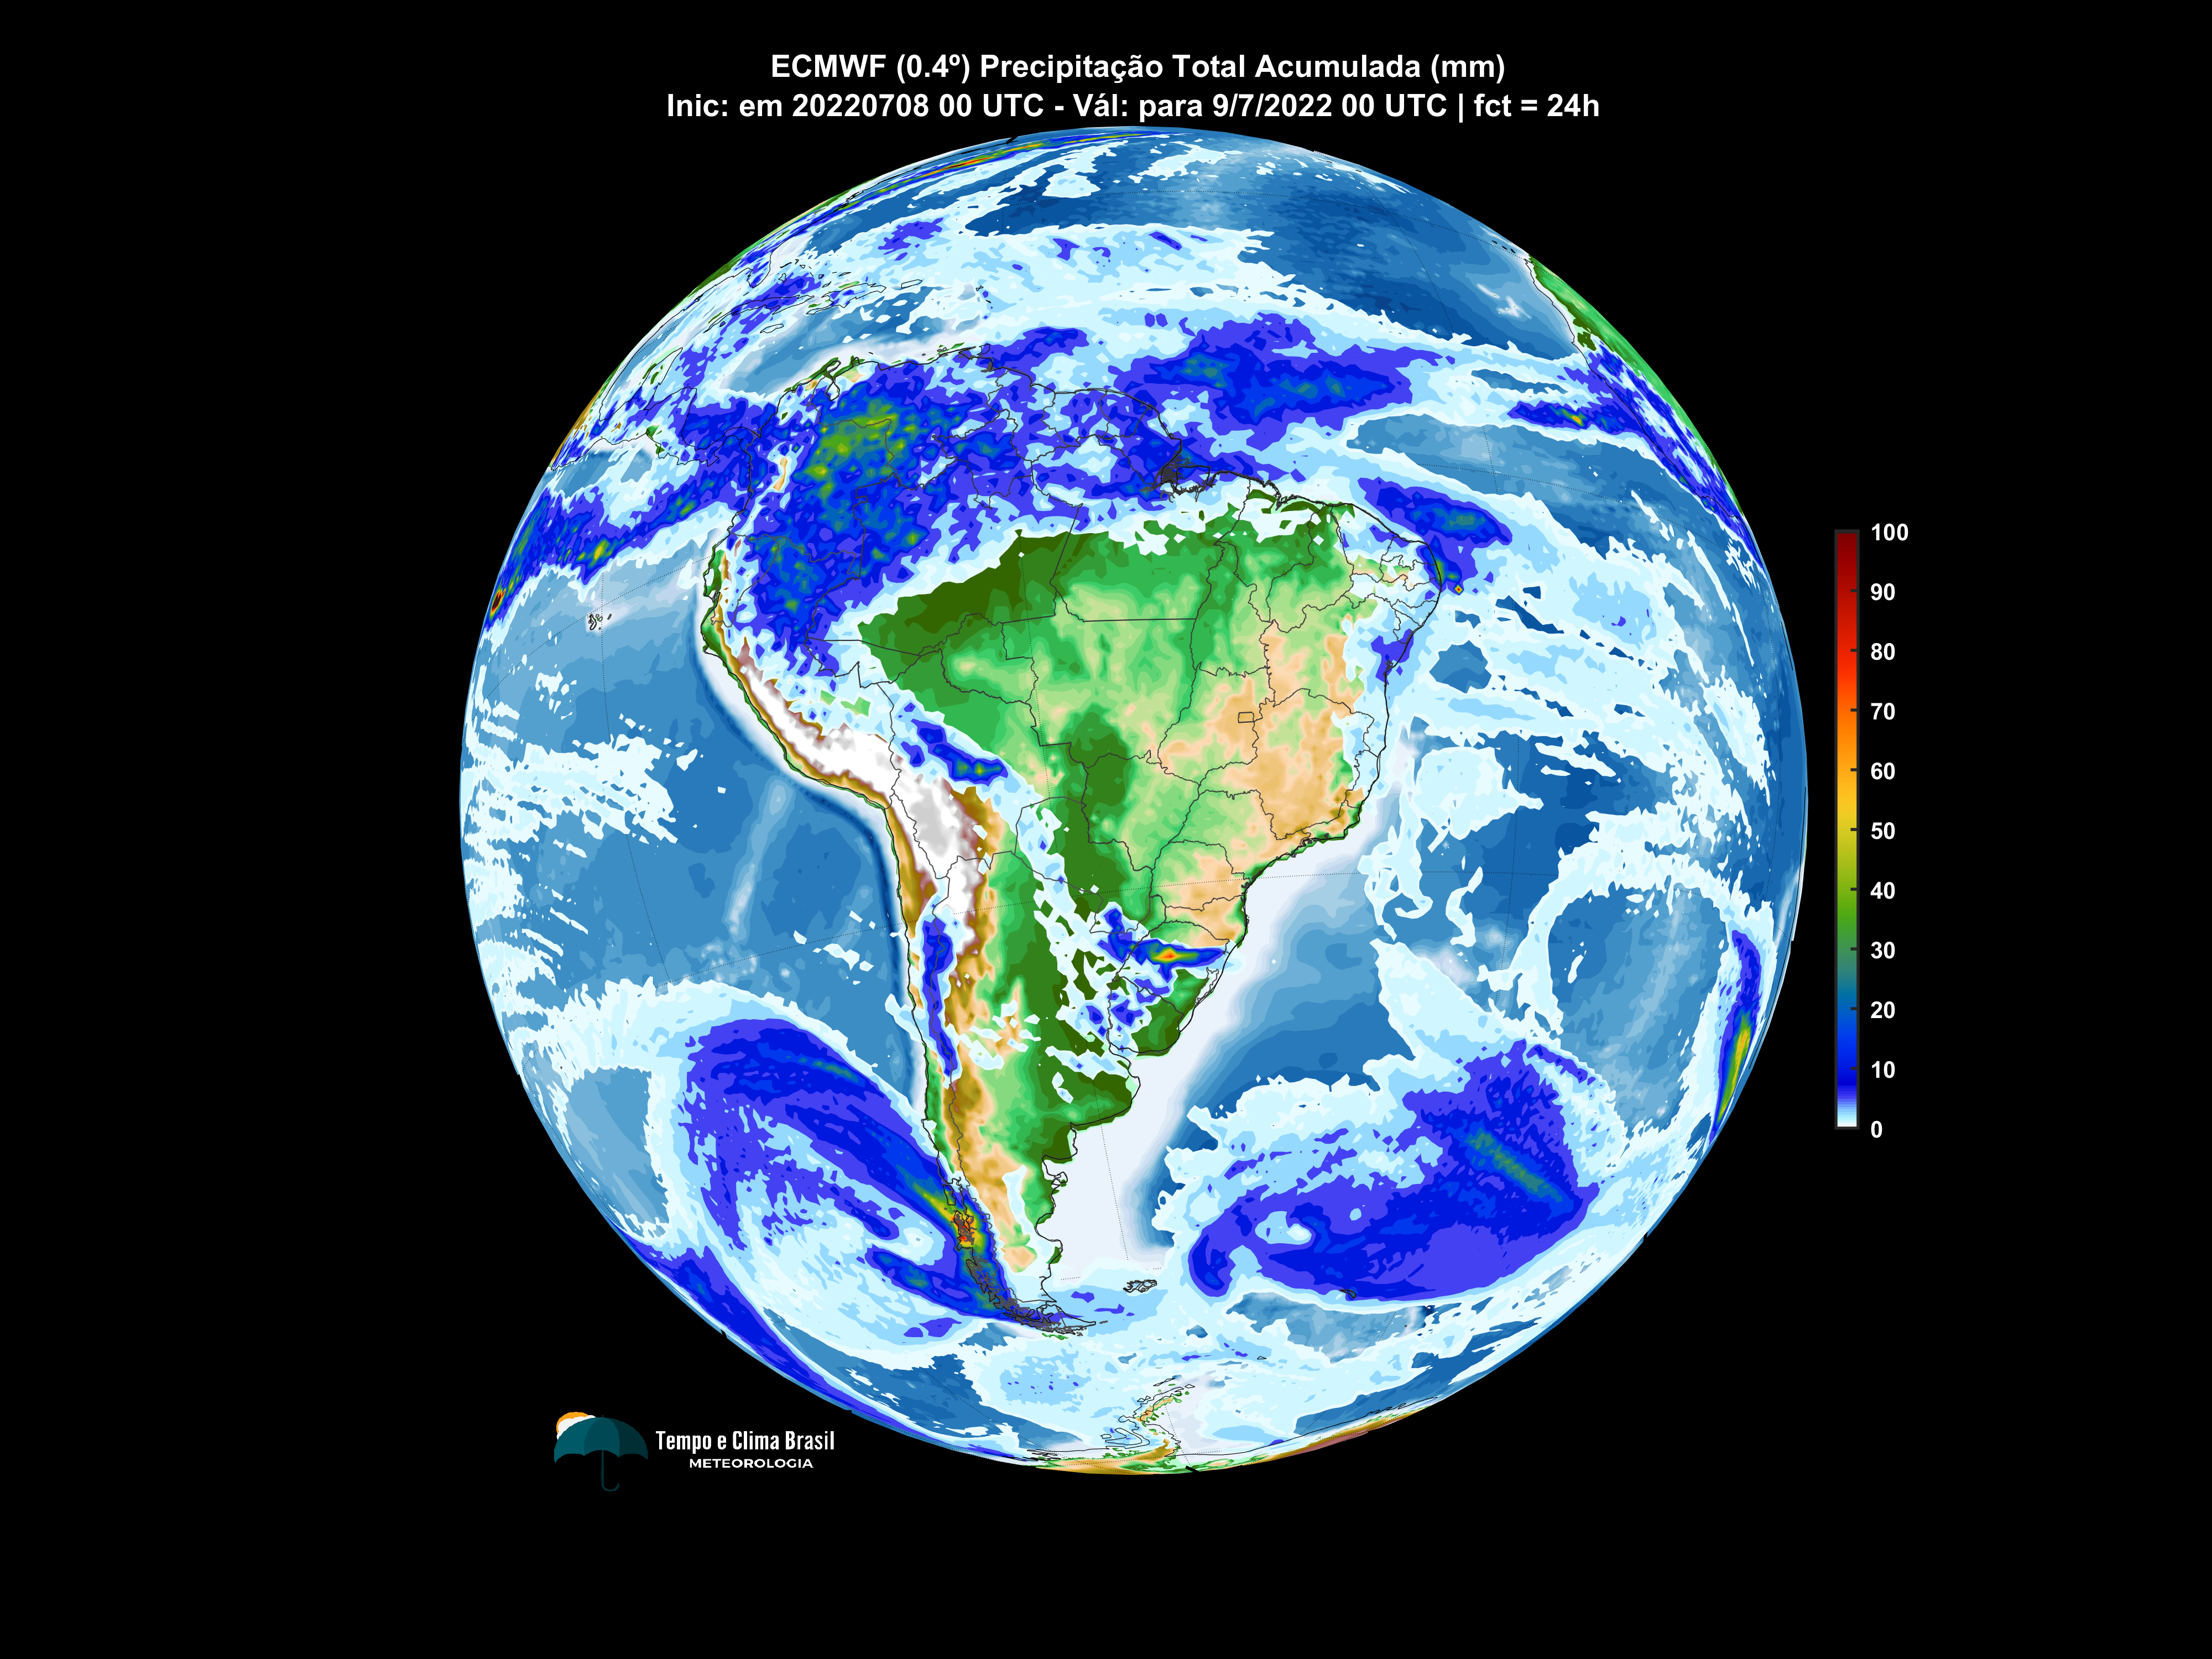 ECMWF (0.4º) Precipitação Total Acumulada (mm)
Inic: em 20220708 00 UTC - Vál: para 9/7/2022 00 UTC | fct = 24h
100
90
80
70
60
50
40
30
20
10
0
Tempo e Clima Brasil
METEOROLOGIA